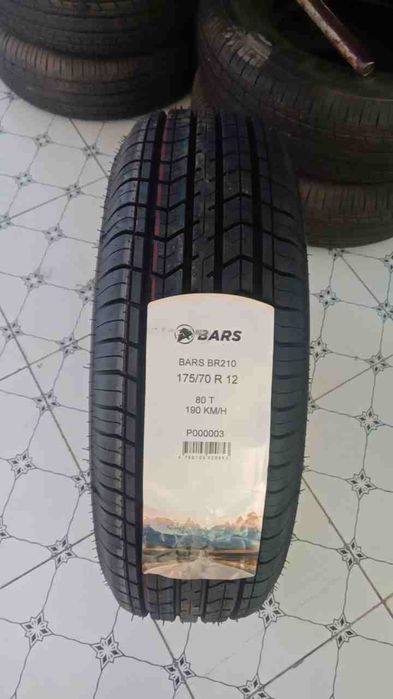 BARS
BARS BR210
175/70 R 12
80 T
190 KM/H
P000003